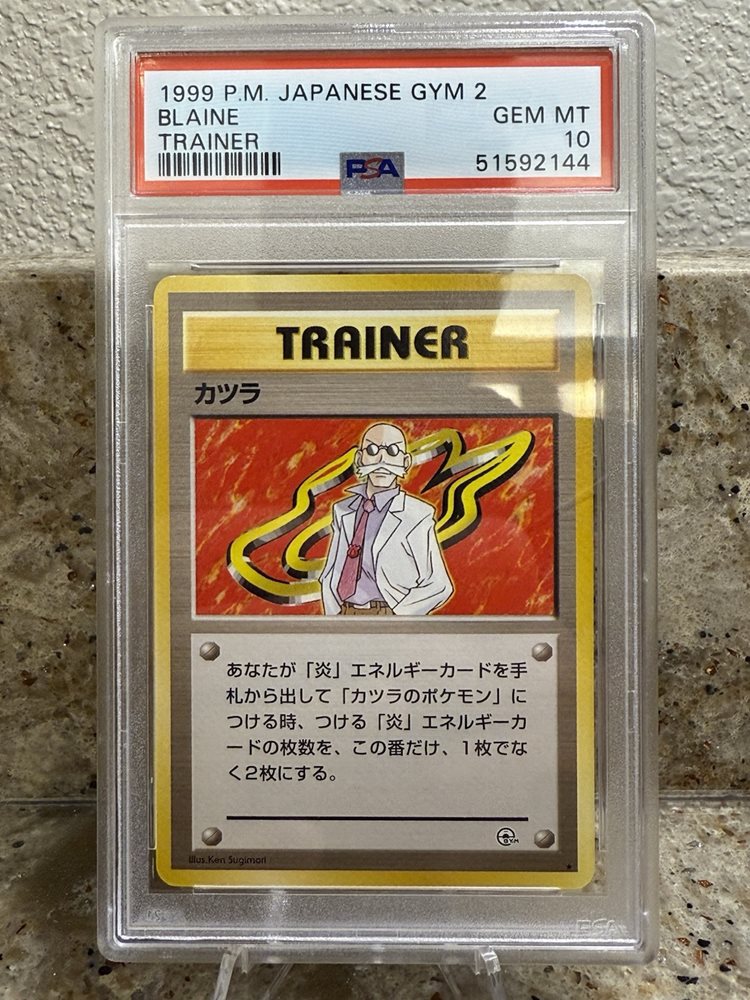 1999 P.M. JAPANESE GYM 2
BLAINE GEM MT
TRAINER 10
PSA 51592144
TRAINER
カツラ
あなたが「炎」エネルギーカードを手
札から出して「カツラのポケモン」に
つける時、つける「炎」エネルギーカ
ードの枚数を、この番だけ、1枚でな
く2枚にする。
GYM
Illus.Ken Sugimori
PSA